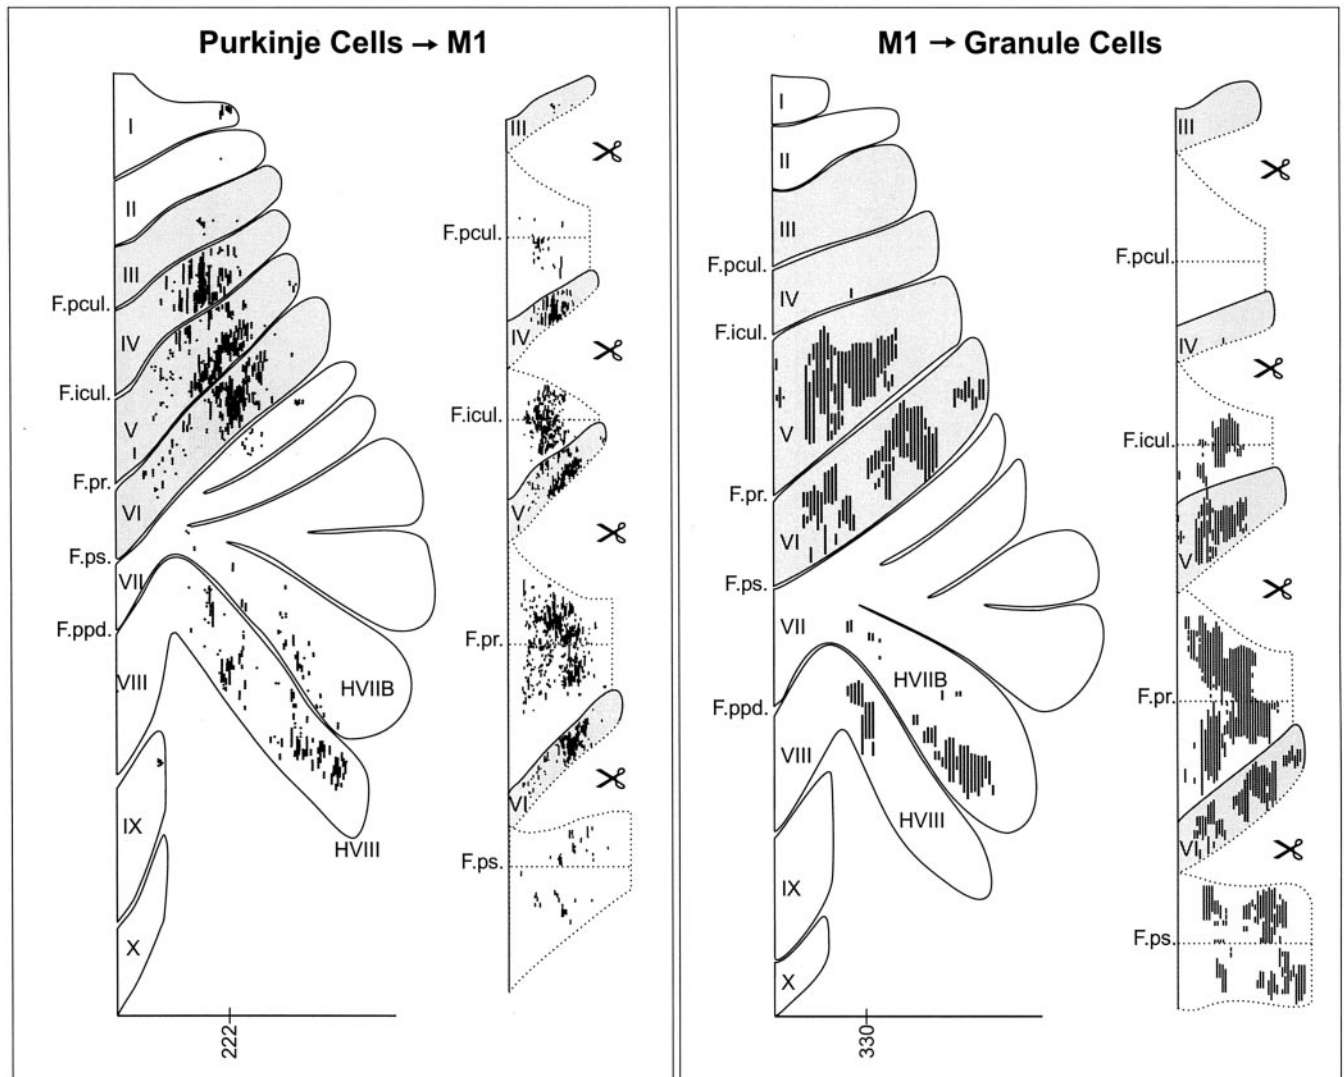 Purkinje Cells → M1
I
II
III
F.pcul.
IV
F.icul.
V
I
F.pr.
VI
F.ps.
VII
F.ppd.
VIII
HVIIB
IX
HVIII
X
222
III
F.pcul.
IV
F.icul.
V
F.pr.
VI
F.ps.
M1 → Granule Cells
I
II
III
F.pcul.
IV
F.icul.
V
F.pr.
VI
F.ps.
VII
HVIIB
F.ppd.
VIII
HVIII
IX
X
330
III
F.pcul.
IV
F.icul.
V
F.pr.
VI
F.ps.